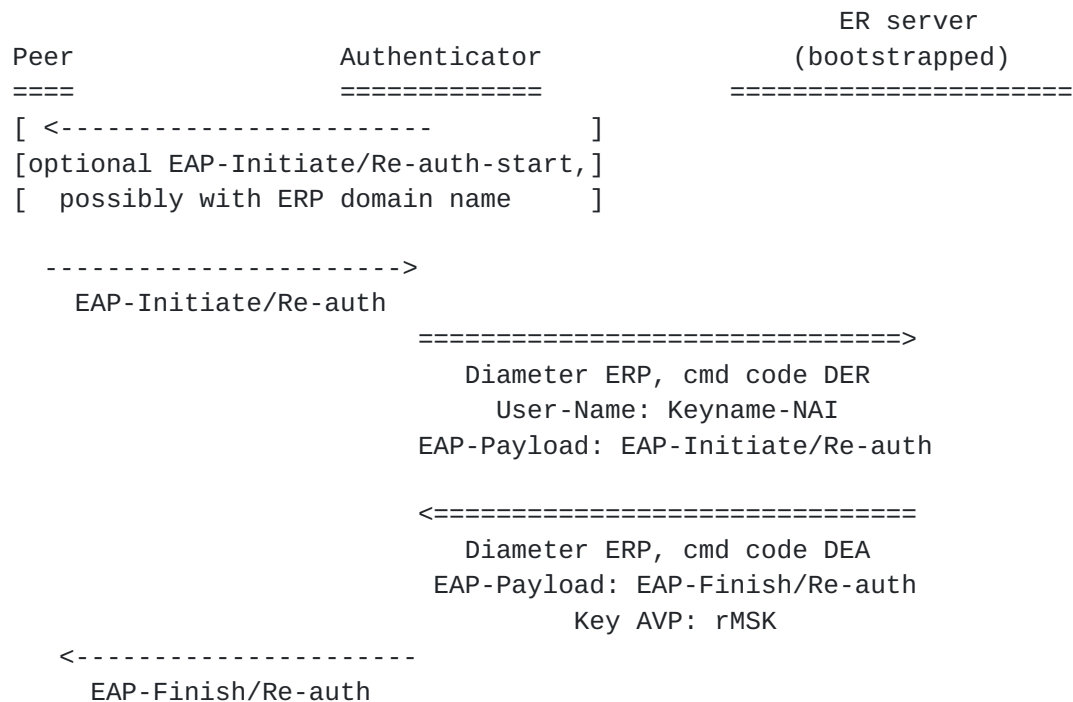 ER server
Peer                 Authenticator                (bootstrapped)
====                 =============            ======================
[ <------------------------          ]
[optional EAP-Initiate/Re-auth-start,]
[  possibly with ERP domain name     ]

  ----------------------->
    EAP-Initiate/Re-auth
                          ===============================>
                             Diameter ERP, cmd code DER
                               User-Name: Keyname-NAI
                          EAP-Payload: EAP-Initiate/Re-auth

                          <===============================
                             Diameter ERP, cmd code DEA
                           EAP-Payload: EAP-Finish/Re-auth
                                    Key AVP: rMSK
   <----------------------
     EAP-Finish/Re-auth